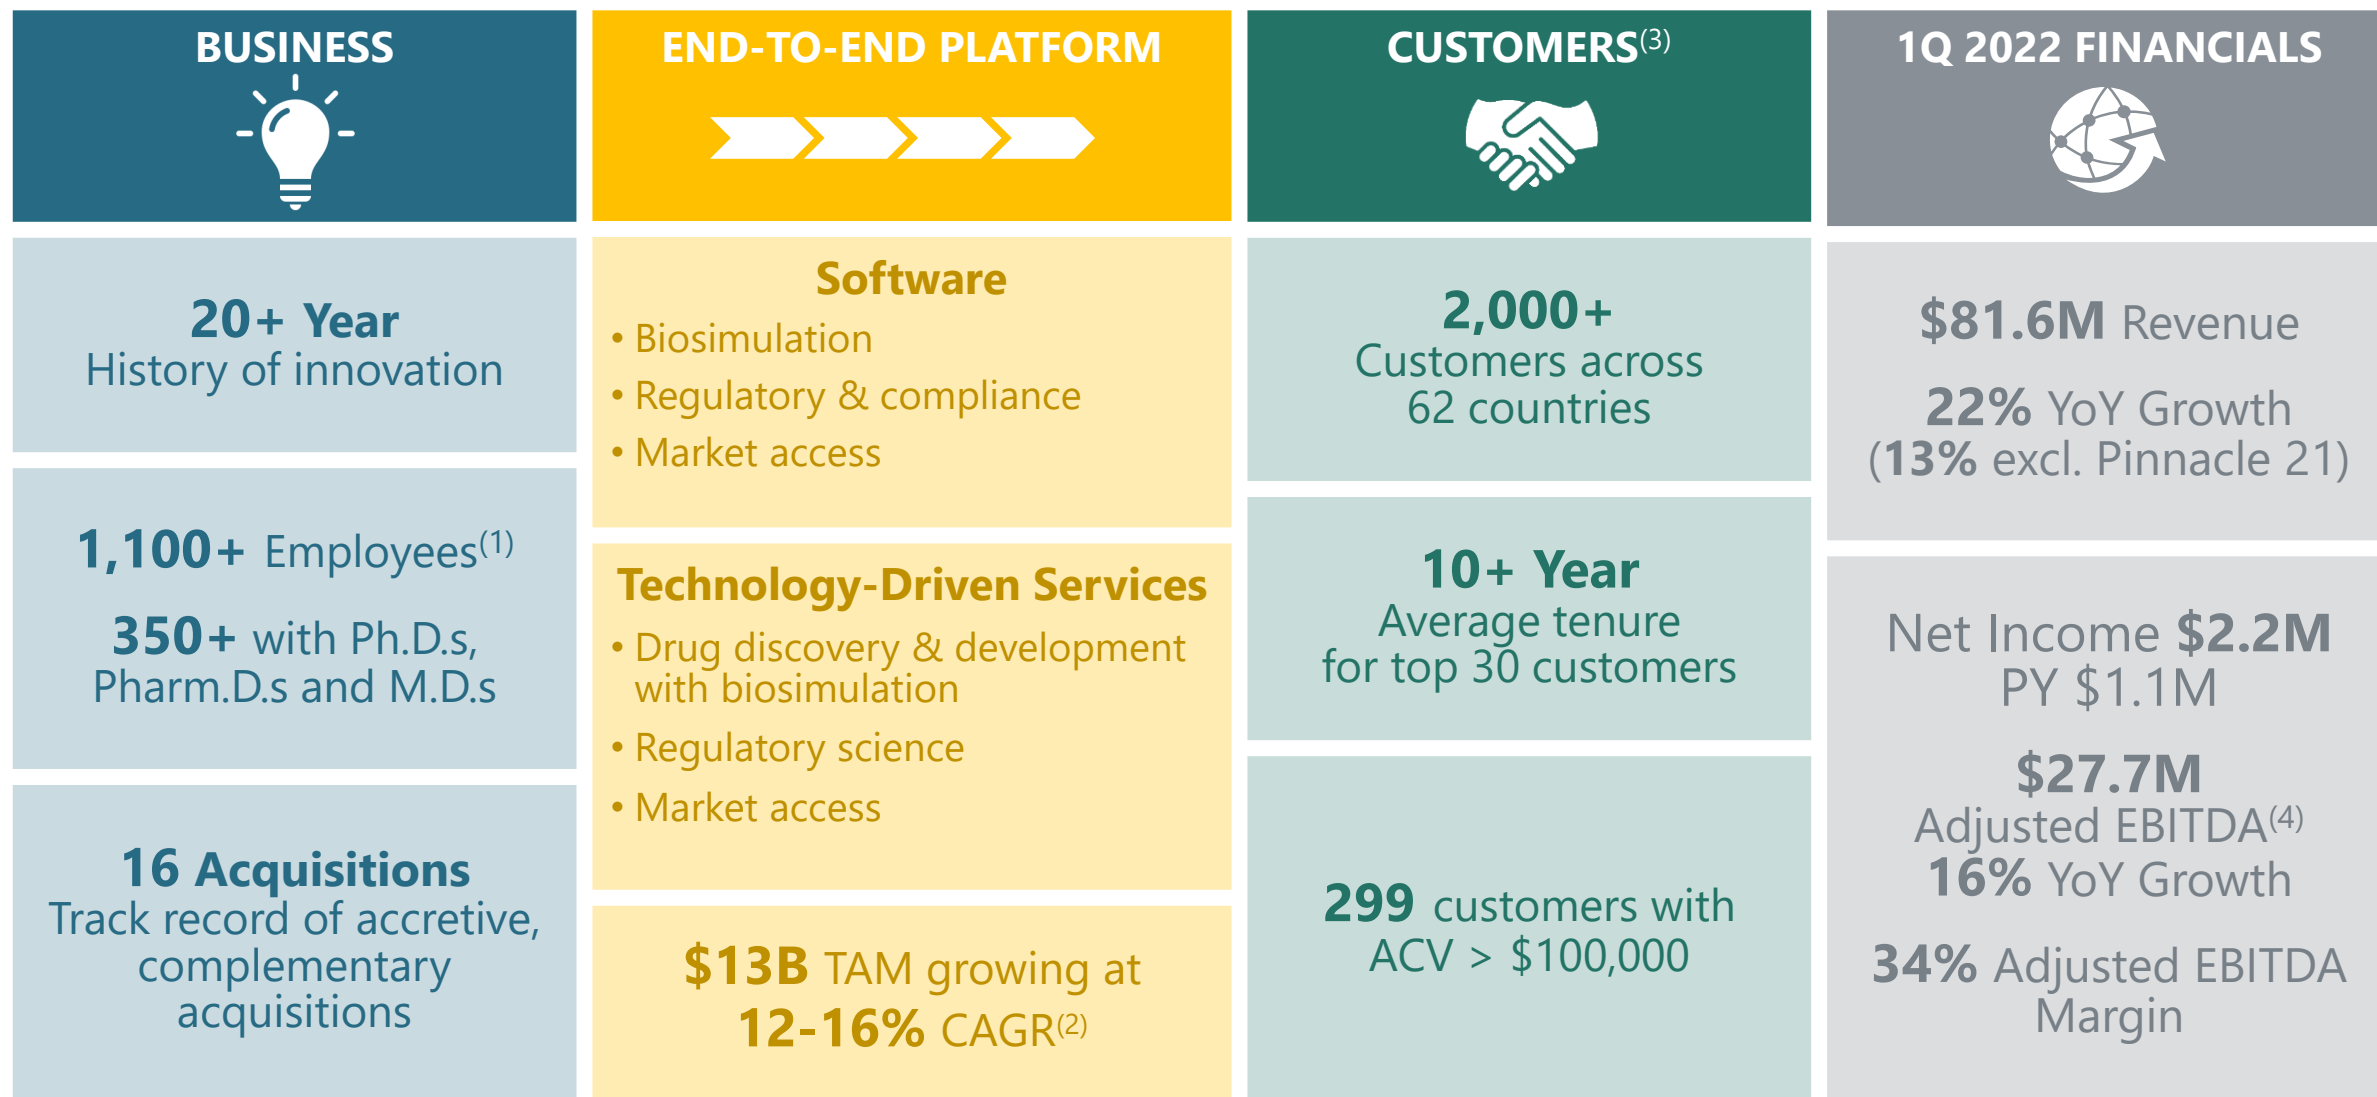 BUSINESS
20+ Year
History of innovation
1,100+ Employees(1)
350+ with Ph.D.s,
Pharm.D.s and M.D.s
16 Acquisitions
Track record of accretive,
complementary
acquisitions
END-TO-END PLATFORM
Software
• Biosimulation
• Regulatory & compliance
• Market access
Technology-Driven Services
• Drug discovery & development
with biosimulation
• Regulatory science
• Market access
$13B TAM growing at
12-16% CAGR(2)
CUSTOMERS(3)
2,000+
Customers across
62 countries
10+ Year
Average tenure
for top 30 customers
299 customers with
ACV > $100,000
1Q 2022 FINANCIALS
$81.6M Revenue
22% YoY Growth
(13% excl. Pinnacle 21)
Net Income $2.2M
PY $1.1M
$27.7M
Adjusted EBITDA(4)
16% YoY Growth
34% Adjusted EBITDA
Margin